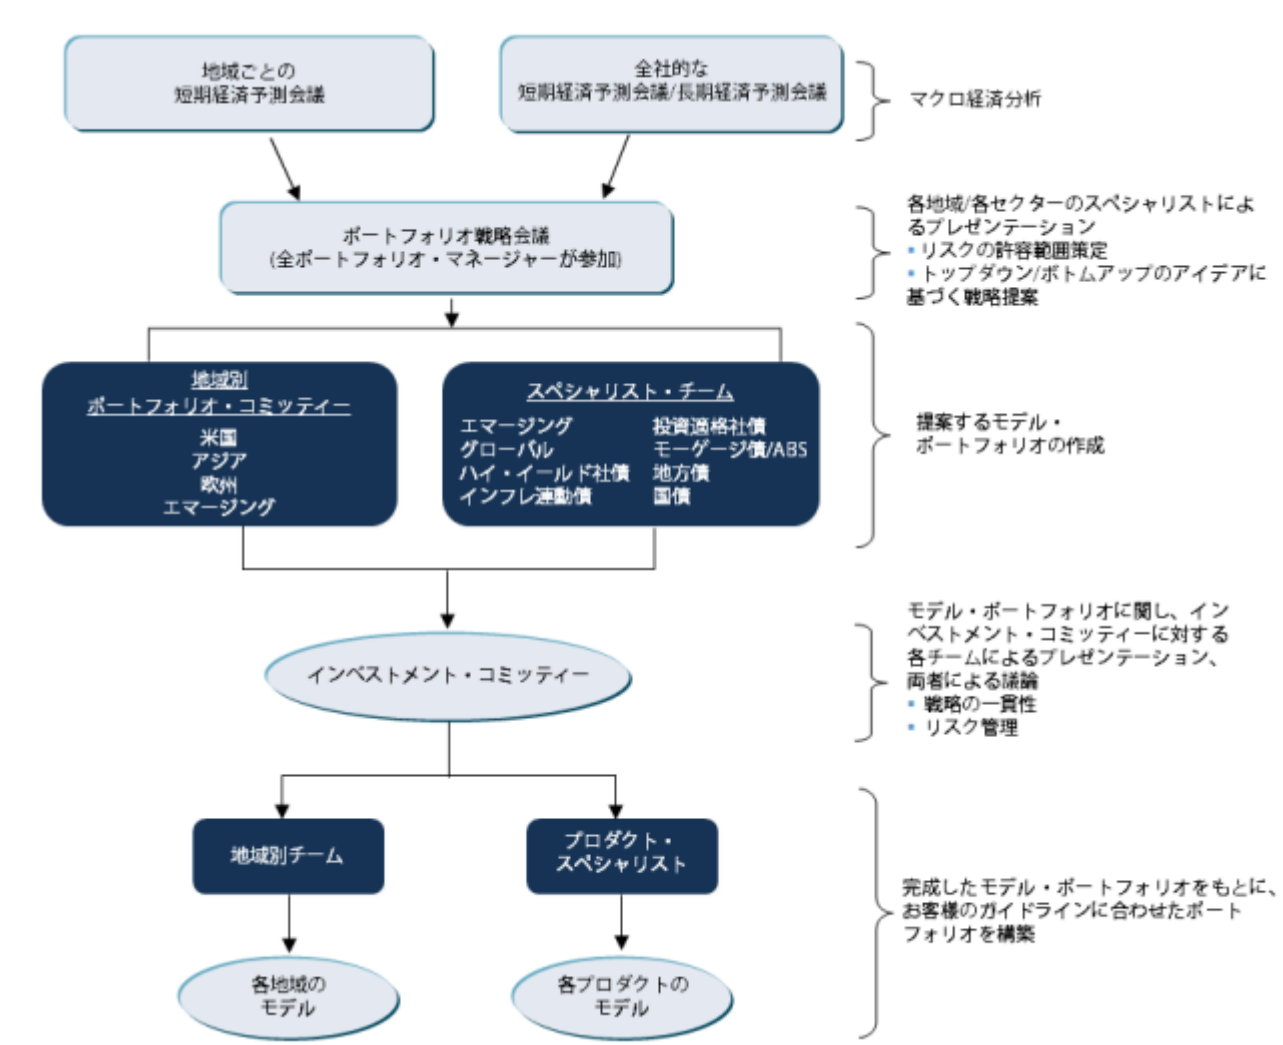 地域ごとの
短期経済予測会議
全社的な
短期経済予測会議/長期経済予測会議
マクロ経済分析
ポートフォリオ戦略会議
(全ポートフォリオ・マネージャーが参加)
各地域/各セクターのスペシャリストによ
るプレゼンテーション
▪ リスクの許容範囲策定
▪ トップダウン/ボトムアップのアイデアに
基づく戦略提案
地域別
ポートフォリオ・コミッティー
米国
アジア
欧州
エマージング
スペシャリスト・チーム
エマージング 投資適格社債
グローバル モーゲージ債/ABS
ハイ・イールド社債 地方債
インフレ連動債 国債
提案するモデル・
ポートフォリオの作成
インベストメント・コミッティー
モデル・ポートフォリオに関し、イン
ベストメント・コミッティーに対する
各チームによるプレゼンテーション、
両者による議論
▪ 戦略の一貫性
▪ リスク管理
地域別チーム
プロダクト・
スペシャリスト
完成したモデル・ポートフォリオをもとに、
お客様のガイドラインに合わせたポート
フォリオを構築
各地域の
モデル
各プロダクトの
モデル